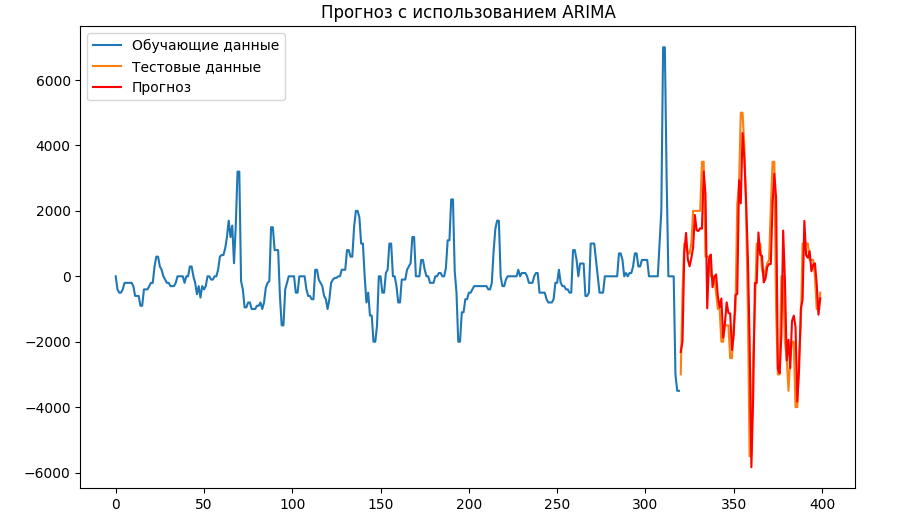 Прогноз с использованием ARIMA
Обучающие данные
Тестовые данные
Прогноз
6000
4000
2000
0
−2000
−4000
−6000
0 50 100 150 200 250 300 350 400